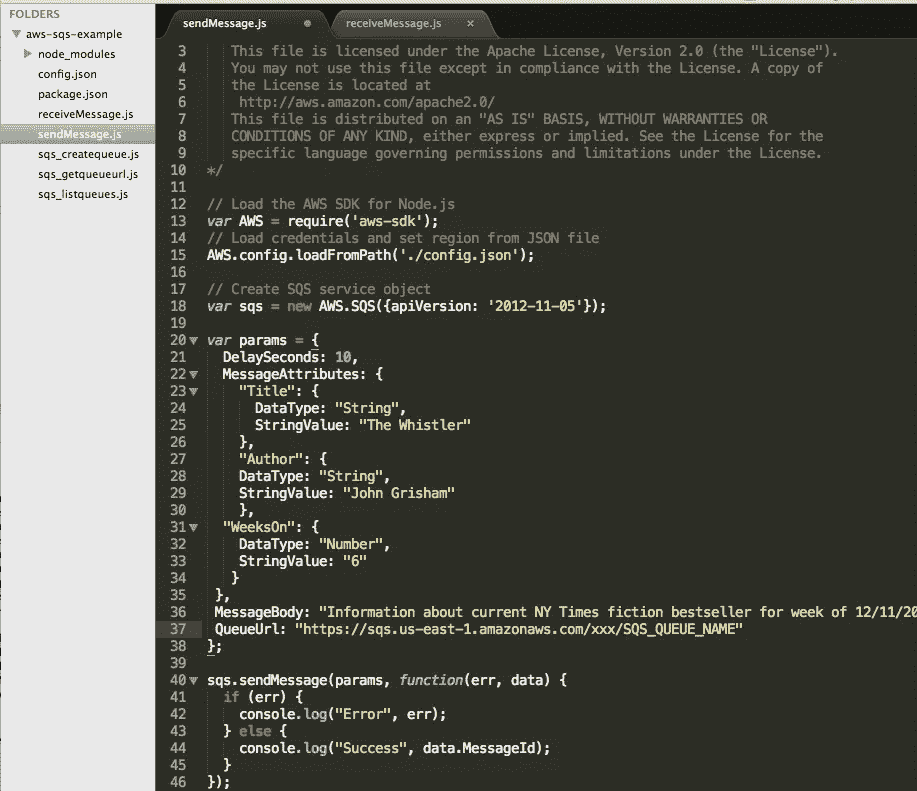 FOLDERS
aws-sqs-example
node_modules
config.json
package.json
receiveMessage.js
sendMessage.js
sqs_createqueue.js
sqs_getqueueurl.js
sqs_listqueues.js
sendMessage.js
receiveMessage.js
3 This file is licensed under the Apache License, Version 2.0 (the "License").
4 You may not use this file except in compliance with the License. A copy of
5 the License is located at
6 http://aws.amazon.com/apache2.0/
7 This file is distributed on an "AS IS" BASIS, WITHOUT WARRANTIES OR
8 CONDITIONS OF ANY KIND, either express or implied. See the License for the
9 specific language governing permissions and limitations under the License.
10 */
11
12 // Load the AWS SDK for Node.js
13 var AWS = require('aws-sdk');
14 // Load credentials and set region from JSON file
15 AWS.config.loadFromPath('./config.json');
16
17 // Create SQS service object
18 var sqs = new AWS.SQS({apiVersion: '2012-11-05'});
19
20 var params = {
21 DelaySeconds: 10,
22 MessageAttributes: {
23 "Title": {
24 DataType: "String",
25 StringValue: "The Whistler"
26 },
27 "Author": {
28 DataType: "String",
29 StringValue: "John Grisham"
30 },
31 "WeeksOn": {
32 DataType: "Number",
33 StringValue: "6"
34 }
35 },
36 MessageBody: "Information about current NY Times fiction bestseller for week of 12/11/20
37 QueueUrl: "https://sqs.us-east-1.amazonaws.com/xxx/SQS_QUEUE_NAME"
38 };
39
40 sqs.sendMessage(params, function(err, data) {
41 if (err) {
42 console.log("Error", err);
43 } else {
44 console.log("Success", data.MessageId);
45 }
46 });